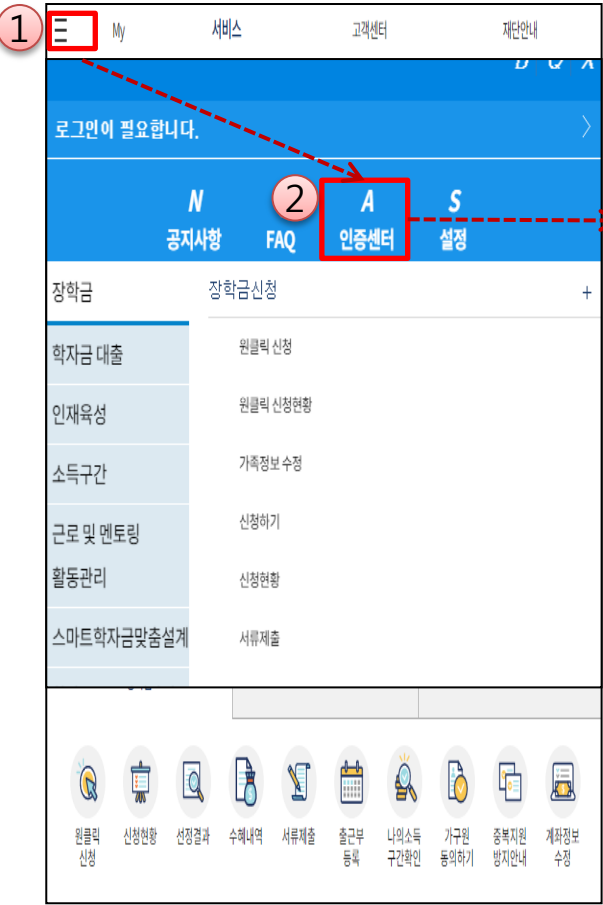 1
My 서비스 고객센터 재단안내
로그인이 필요합니다.
2
N A S
공지사항 FAQ 인증센터 설정
장학금
학자금 대출
인재육성
소득구간
근로 및 멘토링
활동관리
스마트학자금맞춤설계
장학금신청 +
원클릭 신청
원클릭 신청현황
가족정보 수정
신청하기
신청현황
서류제출
원클릭 신청
신청현황
선정결과
수혜내역
서류제출
출근부 등록
나의소득 구간확인
가구원 동의하기
중복지원 방지안내
계좌정보 수정